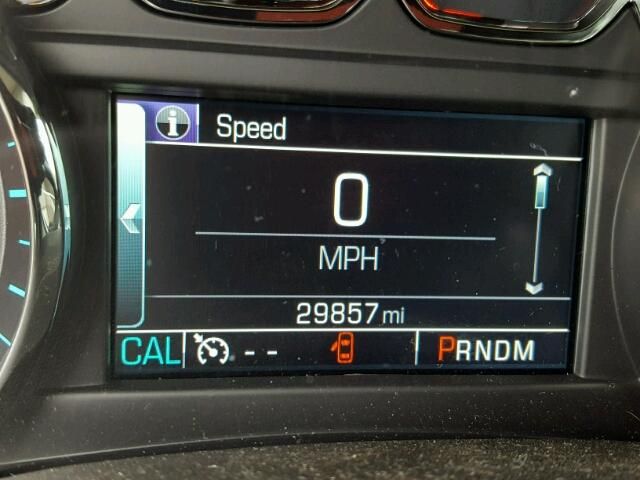 i Speed
0
MPH
29857 mi
CAL -- PRNDM